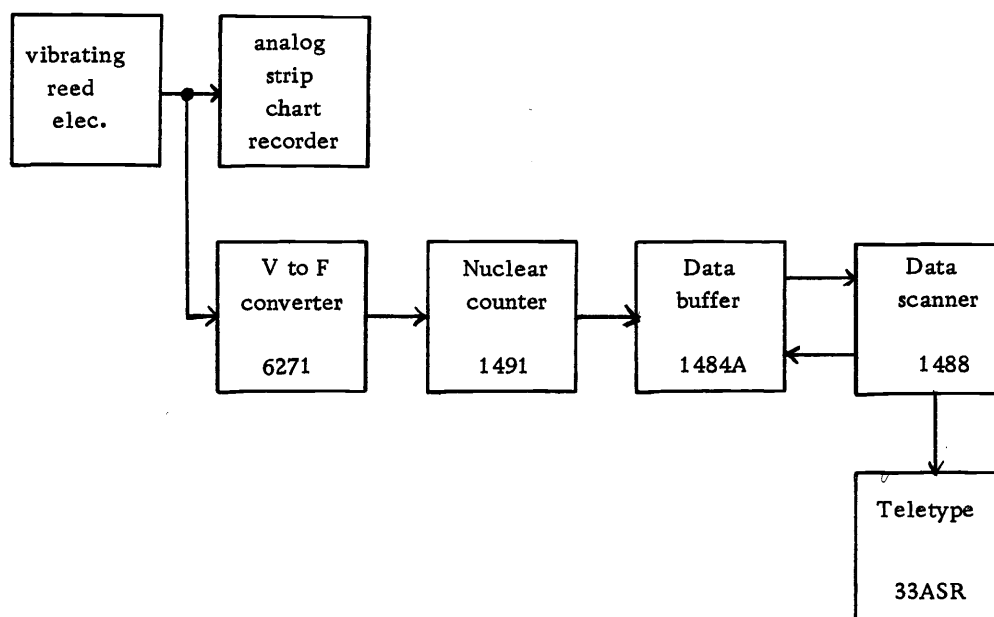 vibrating
reed
elec.
analog
strip
chart
recorder
V to F
converter
6271
Nuclear
counter
1491
Data
buffer
1484A
Data
scanner
1488
Teletype
33ASR